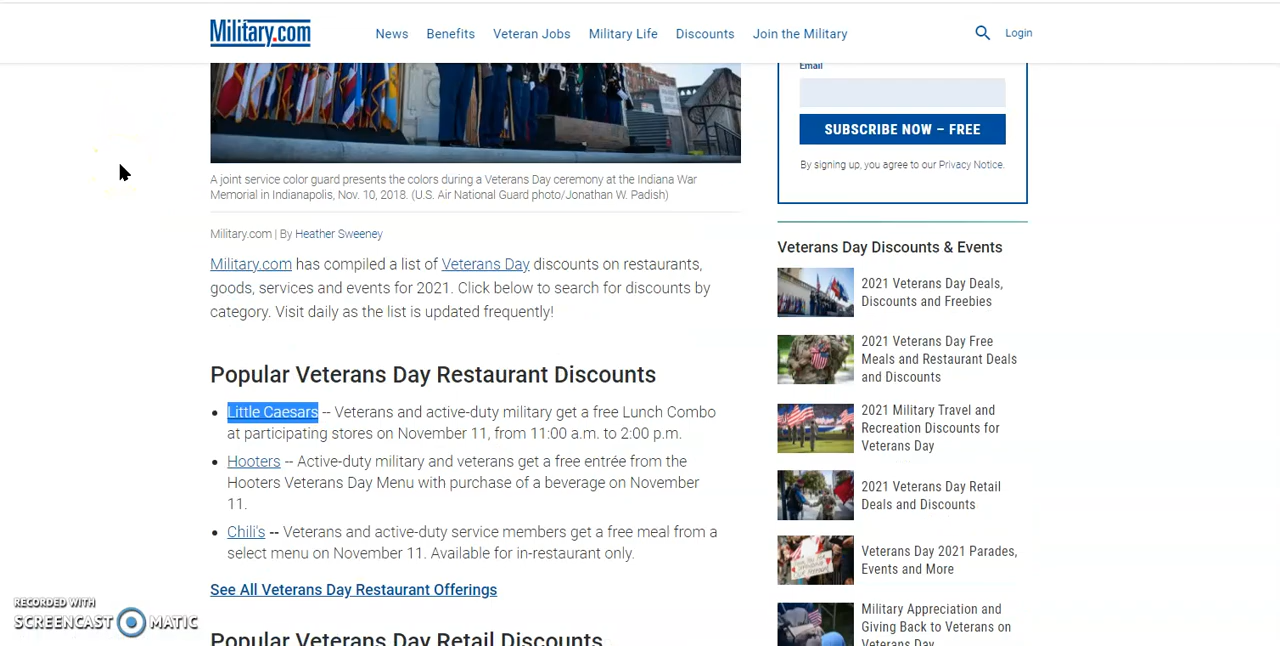 Military.com
News Benefits Veteran Jobs Military Life Discounts Join the Military
Login
Email
SUBSCRIBE NOW – FREE
By signing up, you agree to our Privacy Notice.
A joint service color guard presents the colors during a Veterans Day ceremony at the Indiana War
Memorial in Indianapolis, Nov. 10, 2018. (U.S. Air National Guard photo/Jonathan W. Padish)
Military.com | By Heather Sweeney
Military.com has compiled a list of Veterans Day discounts on restaurants,
goods, services and events for 2021. Click below to search for discounts by
category. Visit daily as the list is updated frequently!
Popular Veterans Day Restaurant Discounts
Little Caesars -- Veterans and active-duty military get a free Lunch Combo
at participating stores on November 11, from 11:00 a.m. to 2:00 p.m.
Hooters -- Active-duty military and veterans get a free entrée from the
Hooters Veterans Day Menu with purchase of a beverage on November
11.
Chili's -- Veterans and active-duty service members get a free meal from a
select menu on November 11. Available for in-restaurant only.
See All Veterans Day Restaurant Offerings
Popular Veterans Day Retail Discounts
Veterans Day Discounts & Events
2021 Veterans Day Deals,
Discounts and Freebies
2021 Veterans Day Free
Meals and Restaurant Deals
and Discounts
2021 Military Travel and
Recreation Discounts for
Veterans Day
2021 Veterans Day Retail
Deals and Discounts
Veterans Day 2021 Parades,
Events and More
Military Appreciation and
Giving Back to Veterans on
Veterans Day
RECORDED WITH
SCREENCAST MATIC